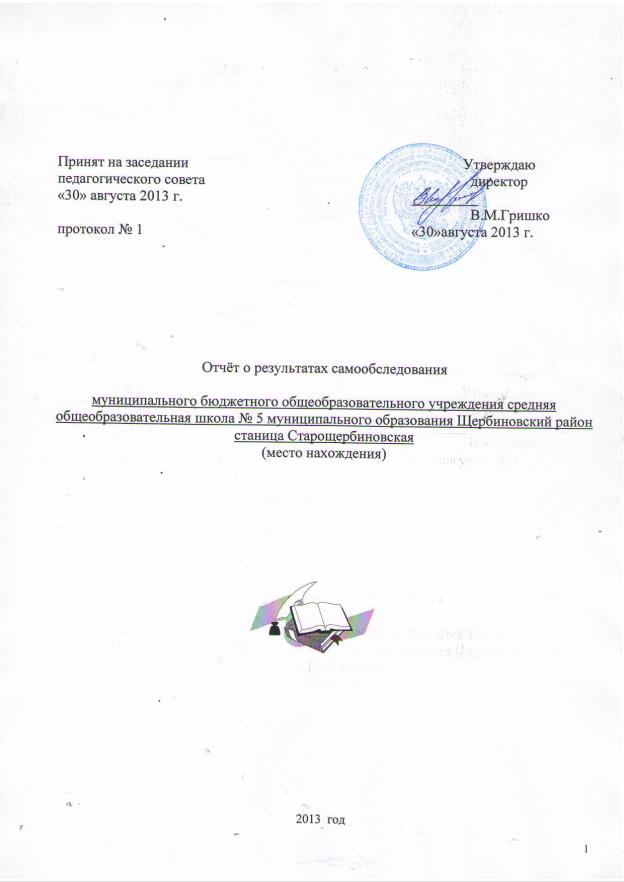 Принят на заседании
педагогического совета
«30» августа 2013 г.
протокол № 1
Утверждаю
директор
В.М.Гришко
«30»августа 2013 г.
Отчёт о результатах самообследования
муниципального бюджетного общеобразовательного учреждения средняя
общеобразовательная школа № 5 муниципального образования Щербиновский район
станица Старощербиновская
(место нахождения)
2013 год
1